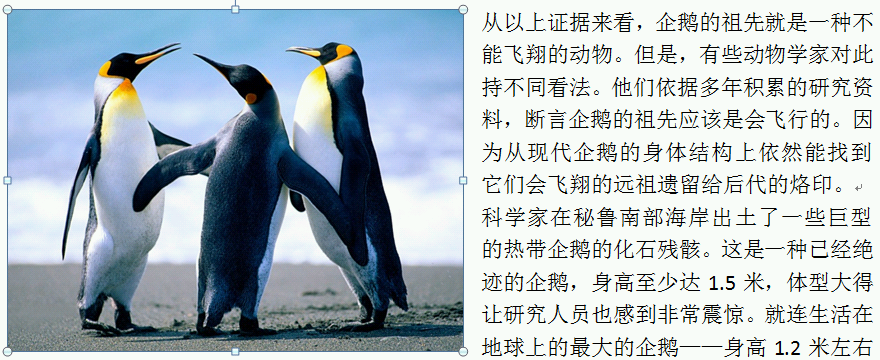 从以上证据来看，企鹅的祖先就是一种不
能飞翔的动物。但是，有些动物学家对此
持不同看法。他们依据多年积累的研究资
料，断言企鹅的祖先应该是会飞行的。因
为从现代企鹅的身体结构上依然能找到
它们会飞翔的远祖遗留给后代的烙印。
科学家在秘鲁南部海岸出土了一些巨型
的热带企鹅的化石残骸。这是一种已经绝
迹的企鹅，身高至少达 1.5 米，体型大得
让研究人员也感到非常震惊。就连生活在
地球上的最大的企鹅——身高 1.2 米左右